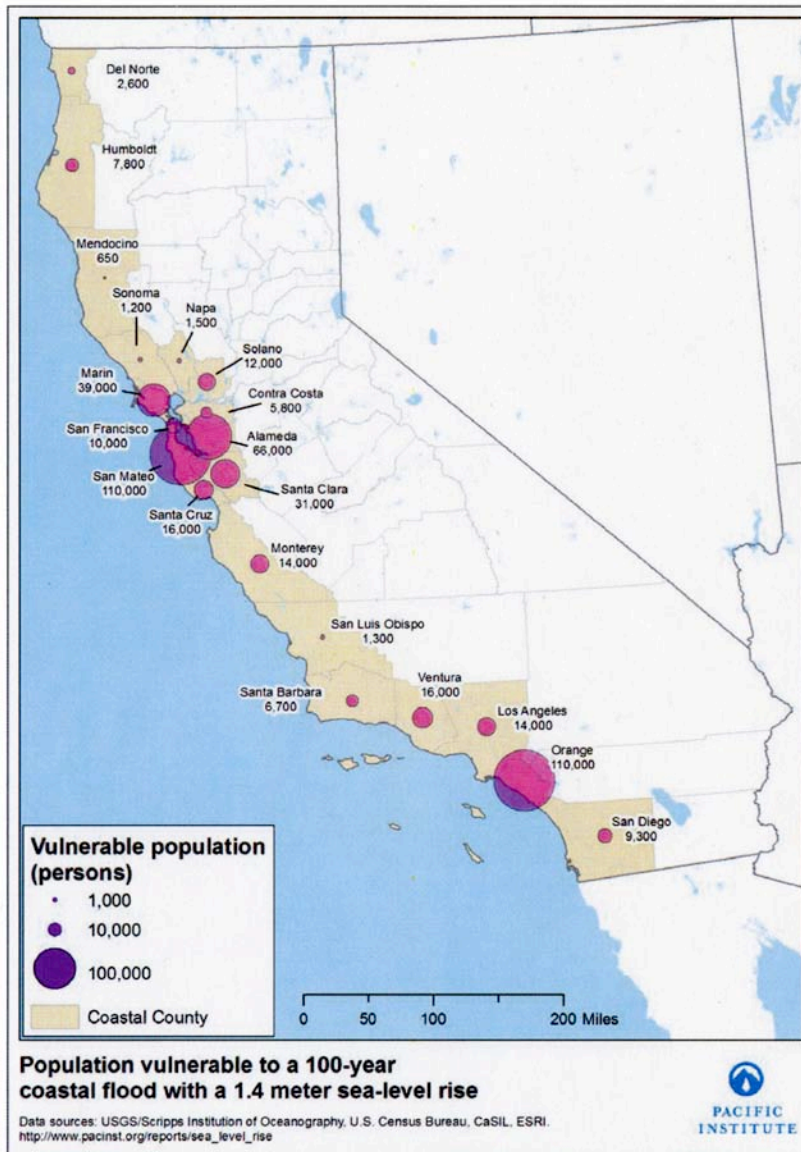 Del Norte
2,600
Humboldt
7,800
Mendocino
650
Sonoma
1,200
Napa
1,500
Solano
12,000
Marin
39,000
Contra Costa
5,800
San Francisco
10,000
Alameda
66,000
San Mateo
110,000
Santa Clara
31,000
Santa Cruz
16,000
Monterey
14,000
San Luis Obispo
1,300
Santa Barbara
6,700
Ventura
16,000
Los Angeles
14,000
Orange
110,000
San Diego
9,300
Vulnerable population
(persons)
1,000
10,000
100,000
Coastal County
0 50 100 200 Miles
Population vulnerable to a 100-year
coastal flood with a 1.4 meter sea-level rise
Data sources: USGS/Scripps Institution of Oceanography, U.S. Census Bureau, CaSIL, ESRI.
http://www.pacinst.org/reports/sea_level_rise
PACIFIC
INSTITUTE